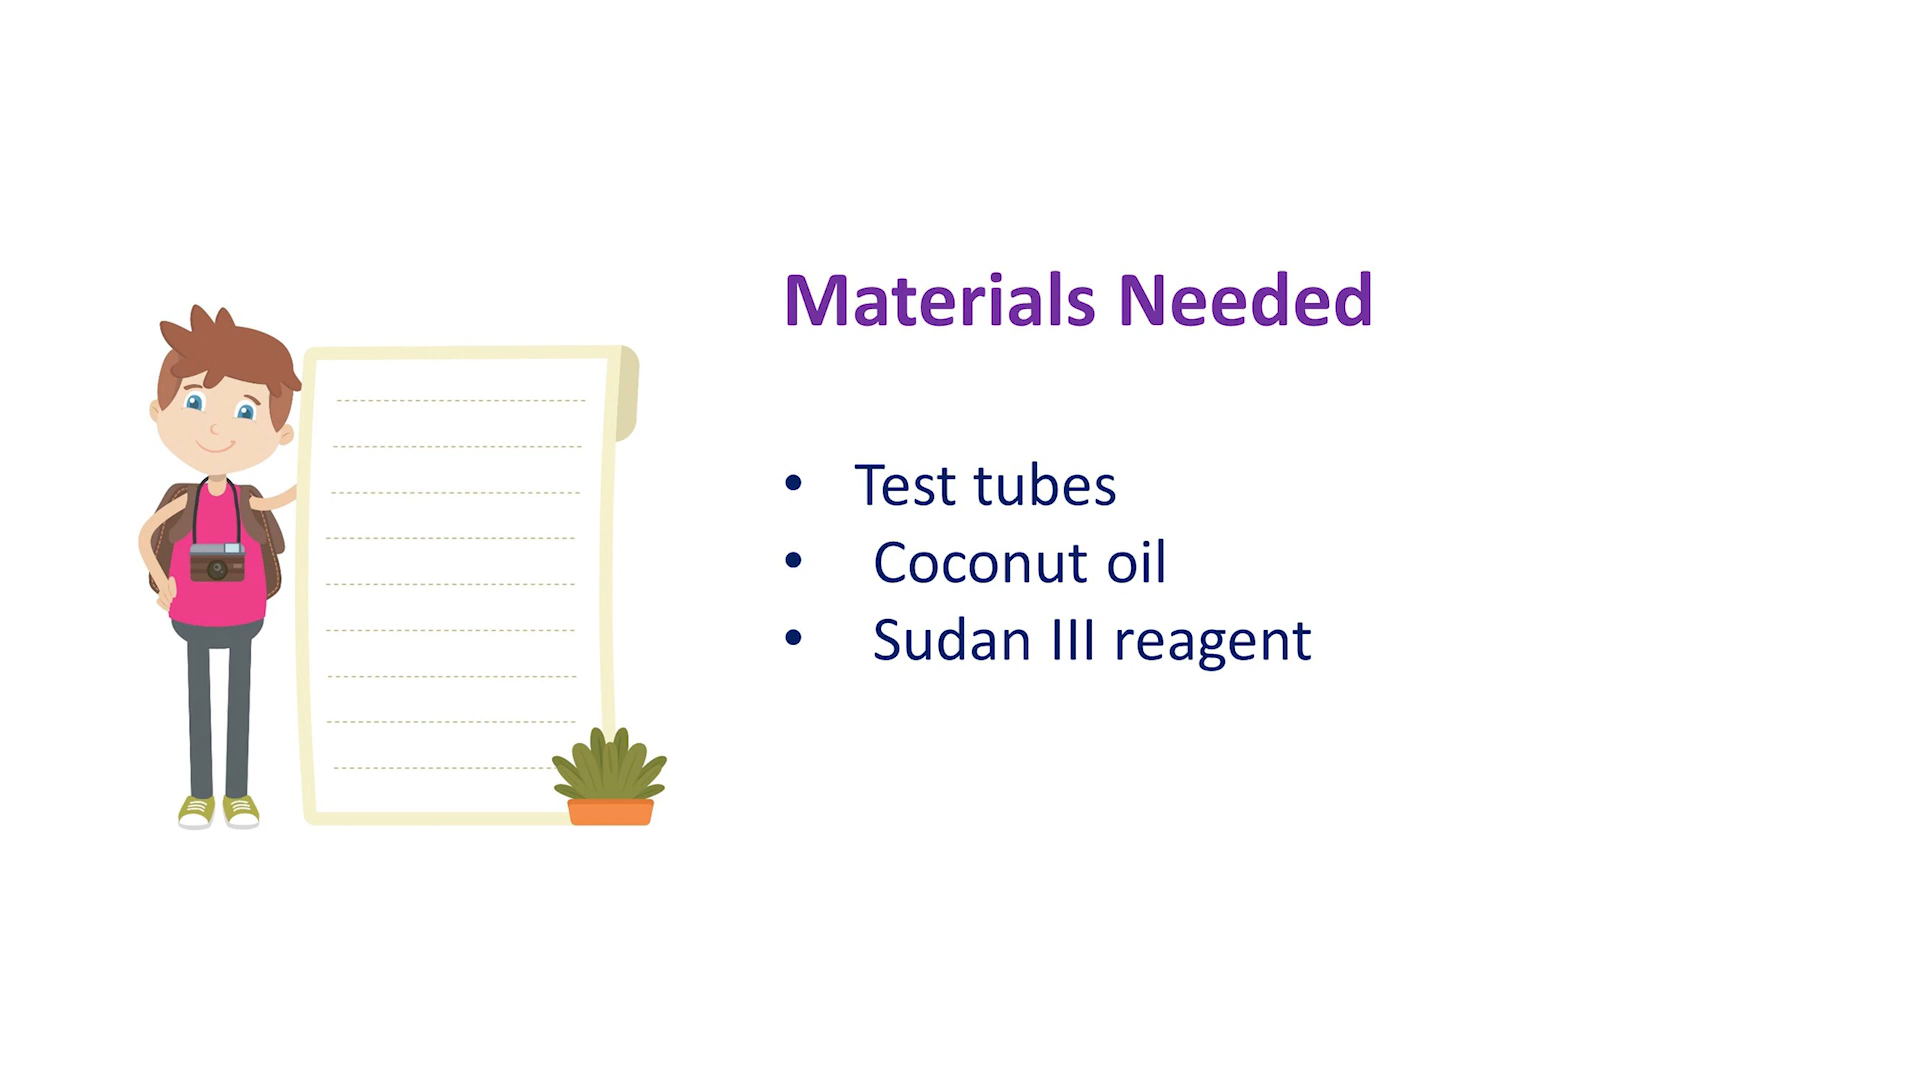 Materials Needed
• Test tubes
• Coconut oil
• Sudan III reagent